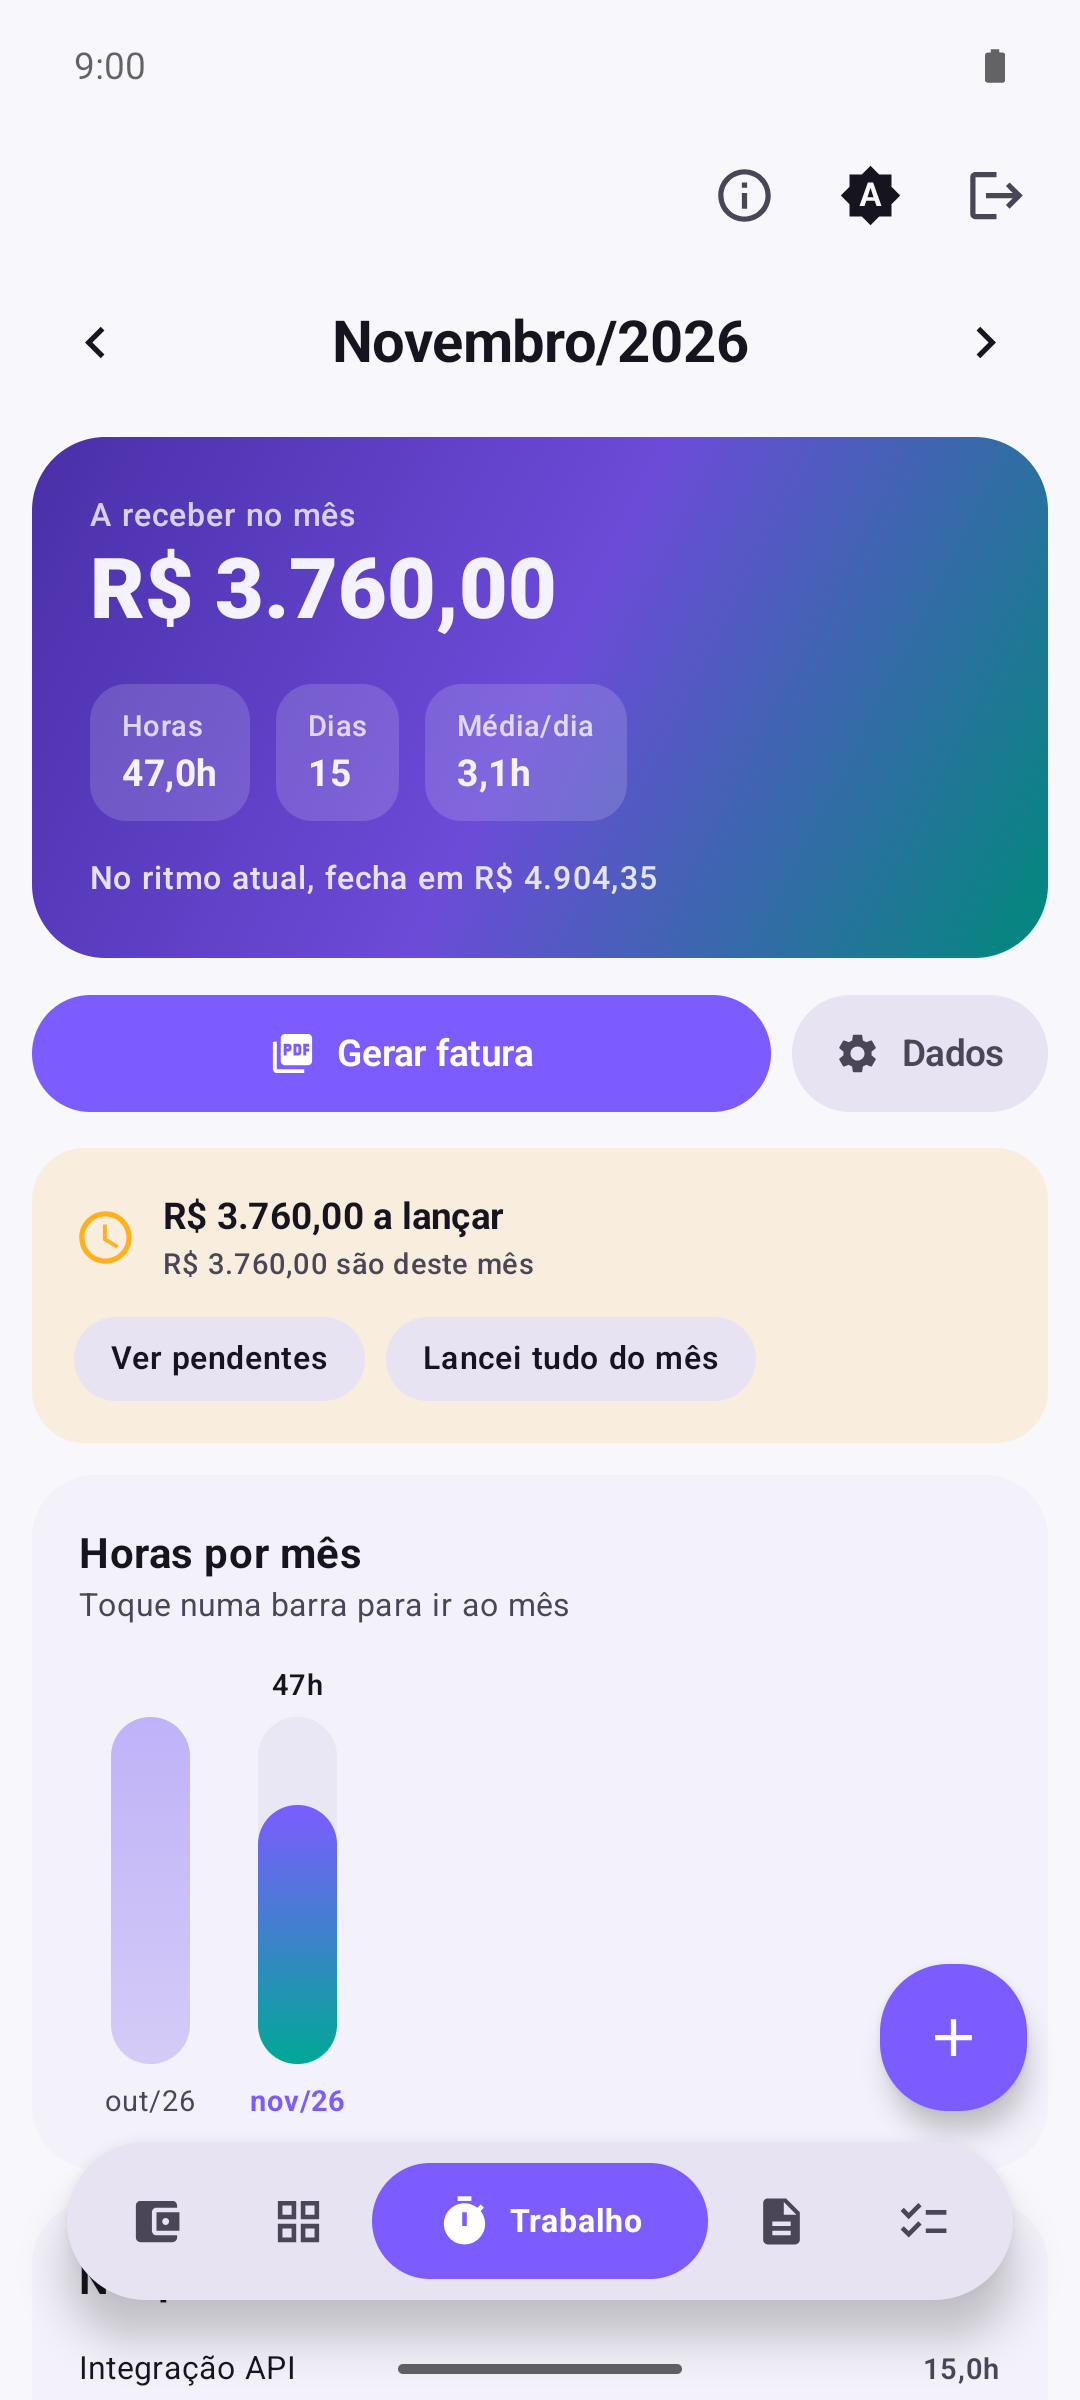 9:00
A
Novembro/2026
A receber no mês
R$ 3.760,00
Horas
47,0h
Dias
15
Média/dia
3,1h
No ritmo atual, fecha em R$ 4.904,35
PDF
Gerar fatura
Dados
R$ 3.760,00 a lançar
R$ 3.760,00 são deste mês
Ver pendentes
Lancei tudo do mês
Horas por mês
Toque numa barra para ir ao mês
47h
out/26
nov/26
Trabalho
Integração API
15,0h